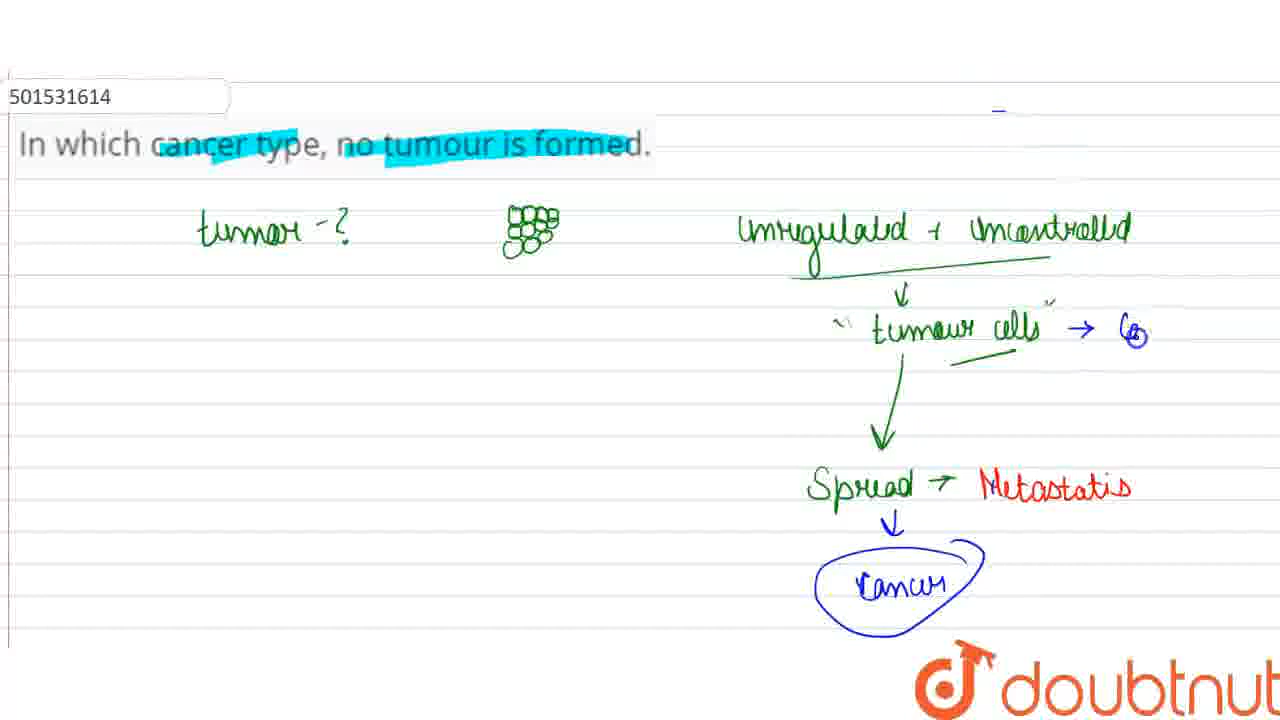 501531614
In which cancer type, no tumour is formed.
tumor - ?
Unregulated + Uncontrolled
"tumour cells" →
Spread → Metastatis
Cancer
doubtnut